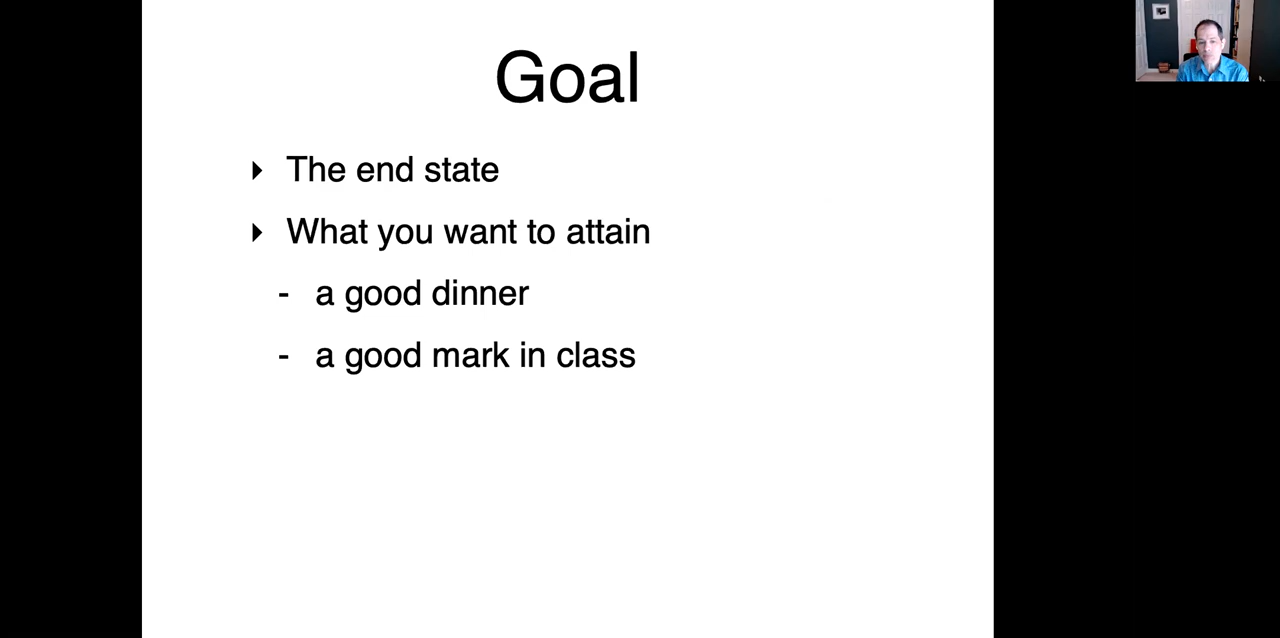 Goal
‣ The end state
‣ What you want to attain
- a good dinner
- a good mark in class